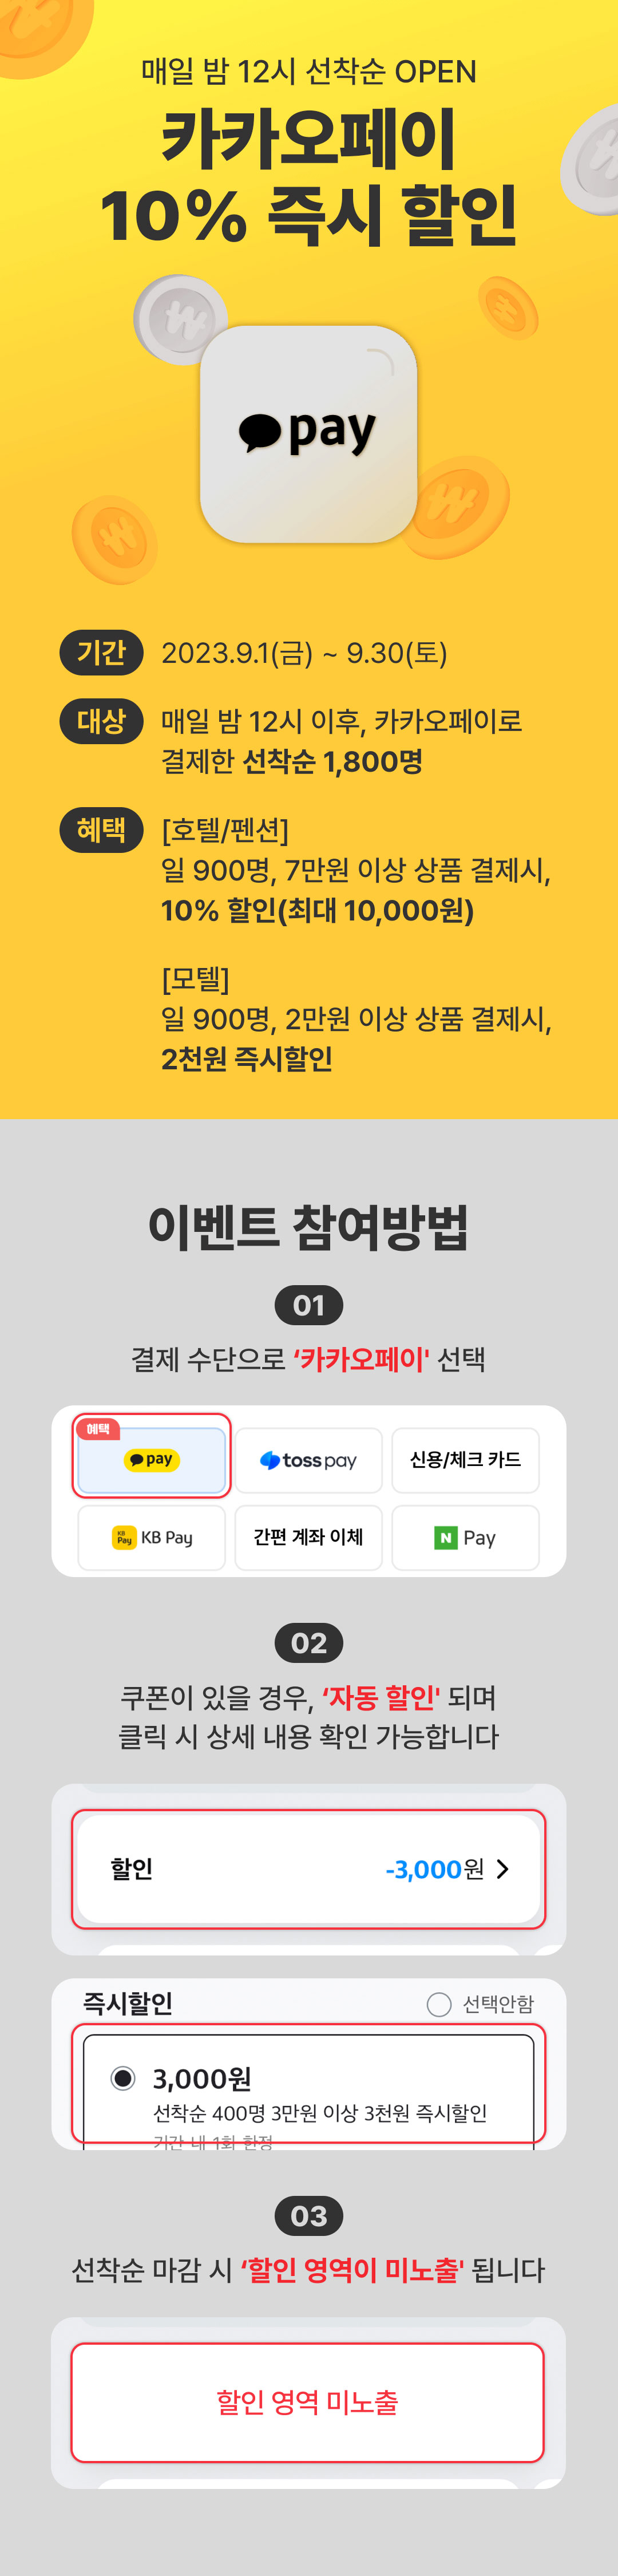 매일 밤 12시 선착순 OPEN
카카오페이
10% 즉시 할인
pay
기간 2023.9.1(금) ~ 9.30(토)
대상 매일 밤 12시 이후, 카카오페이로
결제한 선착순 1,800명
혜택 [호텔/펜션]
일 900명, 7만원 이상 상품 결제시,
10% 할인(최대 10,000원)
[모텔]
일 900명, 2만원 이상 상품 결제시,
2천원 즉시할인
이벤트 참여방법
01
결제 수단으로 ‘카카오페이' 선택
혜택
pay toss pay 신용/체크 카드
KB Pay KB Pay 간편 계좌 이체 N Pay
02
쿠폰이 있을 경우, ‘자동 할인' 되며
클릭 시 상세 내용 확인 가능합니다
할인 -3,000원
즉시할인 선택안함
3,000원
선착순 400명 3만원 이상 3천원 즉시할인
기간 내 1회 한정
03
선착순 마감 시 ‘할인 영역이 미노출' 됩니다
할인 영역 미노출